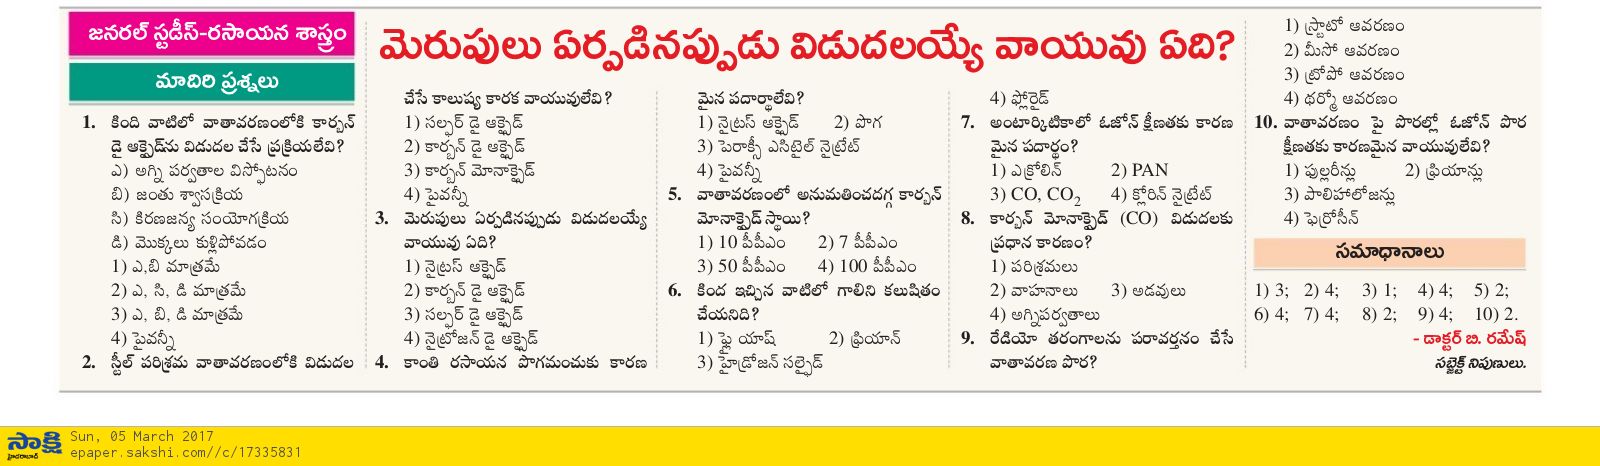 జనరల్ స్టడీస్-రసాయన శాస్త్రం
మాదిరి ప్రశ్నలు
మెరుపులు ఏర్పడినప్పుడు విడుదలయ్యే వాయువు ఏది?
1. కింది వాటిలో వాతావరణంలోకి కార్బన్
డై ఆక్సైడ్‌ను విడుదల చేసే ప్రక్రియలేవి?
ఎ) అగ్ని పర్వతాల విస్ఫోటనం
బి) జంతు శ్వాసక్రియ
సి) కిరణజన్య సంయోగక్రియ
డి) మొక్కలు కుళ్లిపోవడం
1) ఎ,బి మాత్రమే
2) ఎ, సి, డి మాత్రమే
3) ఎ, బి, డి మాత్రమే
4) పైవన్నీ
2. స్టీల్ పరిశ్రమ వాతావరణంలోకి విడుదల
చేసే కాలుష్య కారక వాయువులేవి?
1) సల్ఫర్ డై ఆక్సైడ్
2) కార్బన్ డై ఆక్సైడ్
3) కార్బన్ మోనాక్సైడ్
4) పైవన్నీ
3. మెరుపులు ఏర్పడినప్పుడు విడుదలయ్యే
వాయువు ఏది?
1) నైట్రస్ ఆక్సైడ్
2) కార్బన్ డై ఆక్సైడ్
3) సల్ఫర్ డై ఆక్సైడ్
4) నైట్రోజన్ డై ఆక్సైడ్
4. కాంతి రసాయన పొగమంచుకు కారణ
మైన పదార్థాలేవి?
1) నైట్రస్ ఆక్సైడ్ 2) పొగ
3) పెరాక్సీ ఎసిటైల్ నైట్రేట్
4) పైవన్నీ
5. వాతావరణంలో అనుమతించదగ్గ కార్బన్
మోనాక్సైడ్ స్థాయి?
1) 10 పీపీఎం 2) 7 పీపీఎం
3) 50 పీపీఎం 4) 100 పీపీఎం
6. కింద ఇచ్చిన వాటిలో గాలిని కలుషితం
చేయనిది?
1) ఫ్లై యాష్ 2) ఫ్రియాన్
3) హైడ్రోజన్ సల్ఫైడ్
4) ఫ్లోరైడ్
7. అంటార్కిటికాలో ఓజోన్ క్షీణతకు కారణ
మైన పదార్థం?
1) ఎక్రోలిన్ 2) PAN
3) CO, CO₂ 4) క్లోరిన్ నైట్రేట్
8. కార్బన్ మోనాక్సైడ్ (CO) విడుదలకు
ప్రధాన కారణం?
1) పరిశ్రమలు
2) వాహనాలు 3) అడవులు
4) అగ్నిపర్వతాలు
9. రేడియో తరంగాలను పరావర్తనం చేసే
వాతావరణ పొర?
1) స్ట్రాటో ఆవరణం
2) మీసో ఆవరణం
3) ట్రోపో ఆవరణం
4) థర్మో ఆవరణం
10. వాతావరణం పై పొరల్లో ఓజోన్ పొర
క్షీణతకు కారణమైన వాయువులేవి?
1) ఫుల్లరీన్లు 2) ఫ్రియాన్లు
3) పాలిహాలోజన్లు
4) ఫెర్రోసీన్
సమాధానాలు
1) 3; 2) 4; 3) 1; 4) 4; 5) 2;
6) 4; 7) 4; 8) 2; 9) 4; 10) 2.
- డాక్టర్ బి. రమేష్
సబ్జెక్ట్ నిపుణులు.
సాక్షి
హైదరాబాద్
Sun, 05 March 2017
epaper.sakshi.com//c/17335831